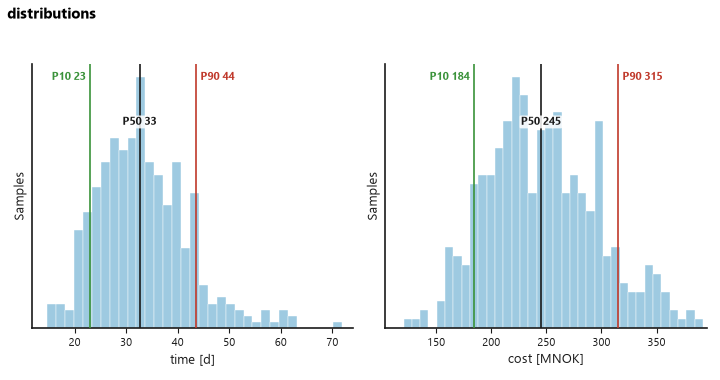 distributions
P10 23
P50 33
P90 44
Samples
20 30 40 50 60 70
time [d]
P10 184
P50 245
P90 315
Samples
150 200 250 300 350
cost [MNOK]